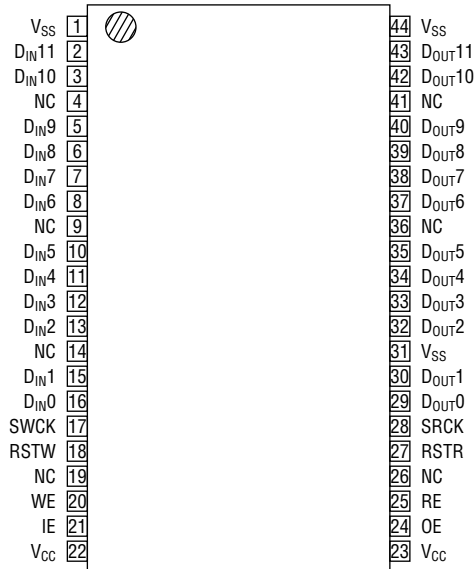 VSS 1 44 VSS
DIN11 2 43 DOUT11
DIN10 3 42 DOUT10
NC 4 41 NC
DIN9 5 40 DOUT9
DIN8 6 39 DOUT8
DIN7 7 38 DOUT7
DIN6 8 37 DOUT6
NC 9 36 NC
DIN5 10 35 DOUT5
DIN4 11 34 DOUT4
DIN3 12 33 DOUT3
DIN2 13 32 DOUT2
NC 14 31 VSS
DIN1 15 30 DOUT1
DIN0 16 29 DOUT0
SWCK 17 28 SRCK
RSTW 18 27 RSTR
NC 19 26 NC
WE 20 25 RE
IE 21 24 OE
VCC 22 23 VCC